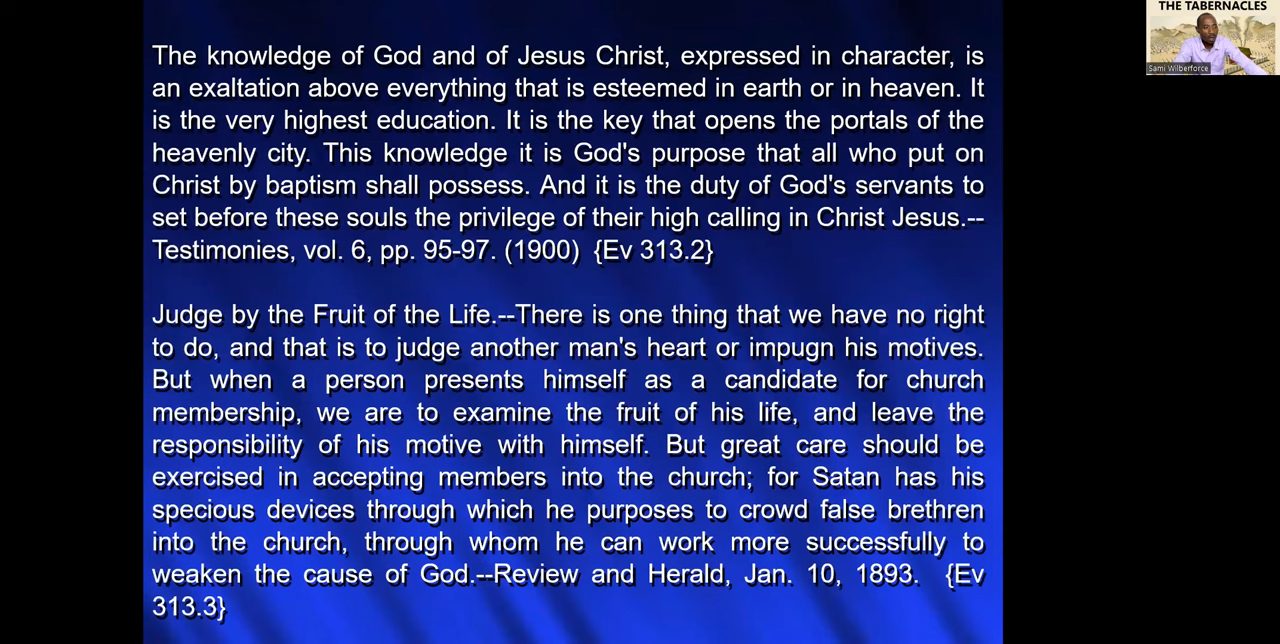 THE TABERNACLES
Sami Wilberforce
The knowledge of God and of Jesus Christ, expressed in character, is
an exaltation above everything that is esteemed in earth or in heaven. It
is the very highest education. It is the key that opens the portals of the
heavenly city. This knowledge it is God's purpose that all who put on
Christ by baptism shall possess. And it is the duty of God's servants to
set before these souls the privilege of their high calling in Christ Jesus.--
Testimonies, vol. 6, pp. 95-97. (1900)  {Ev 313.2}
Judge by the Fruit of the Life.--There is one thing that we have no right
to do, and that is to judge another man's heart or impugn his motives.
But when a person presents himself as a candidate for church
membership, we are to examine the fruit of his life, and leave the
responsibility of his motive with himself. But great care should be
exercised in accepting members into the church; for Satan has his
specious devices through which he purposes to crowd false brethren
into the church, through whom he can work more successfully to
weaken the cause of God.--Review and Herald, Jan. 10, 1893.  {Ev
313.3}